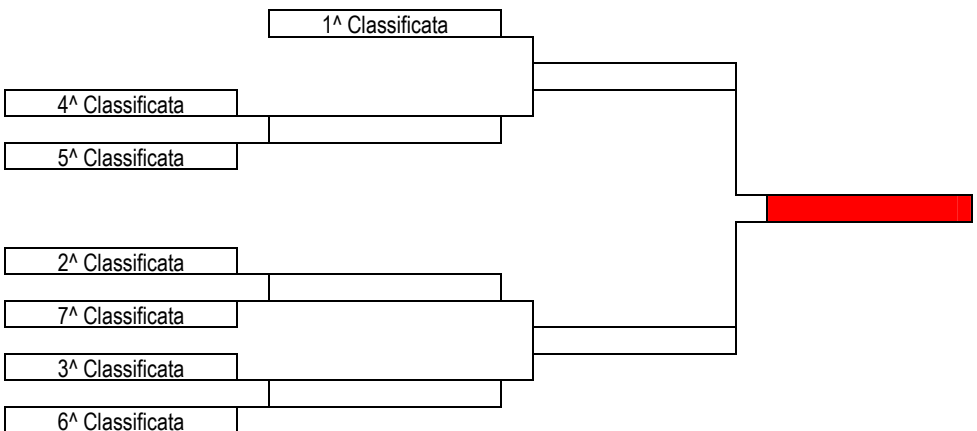 1^ Classificata
4^ Classificata
5^ Classificata
2^ Classificata
7^ Classificata
3^ Classificata
6^ Classificata